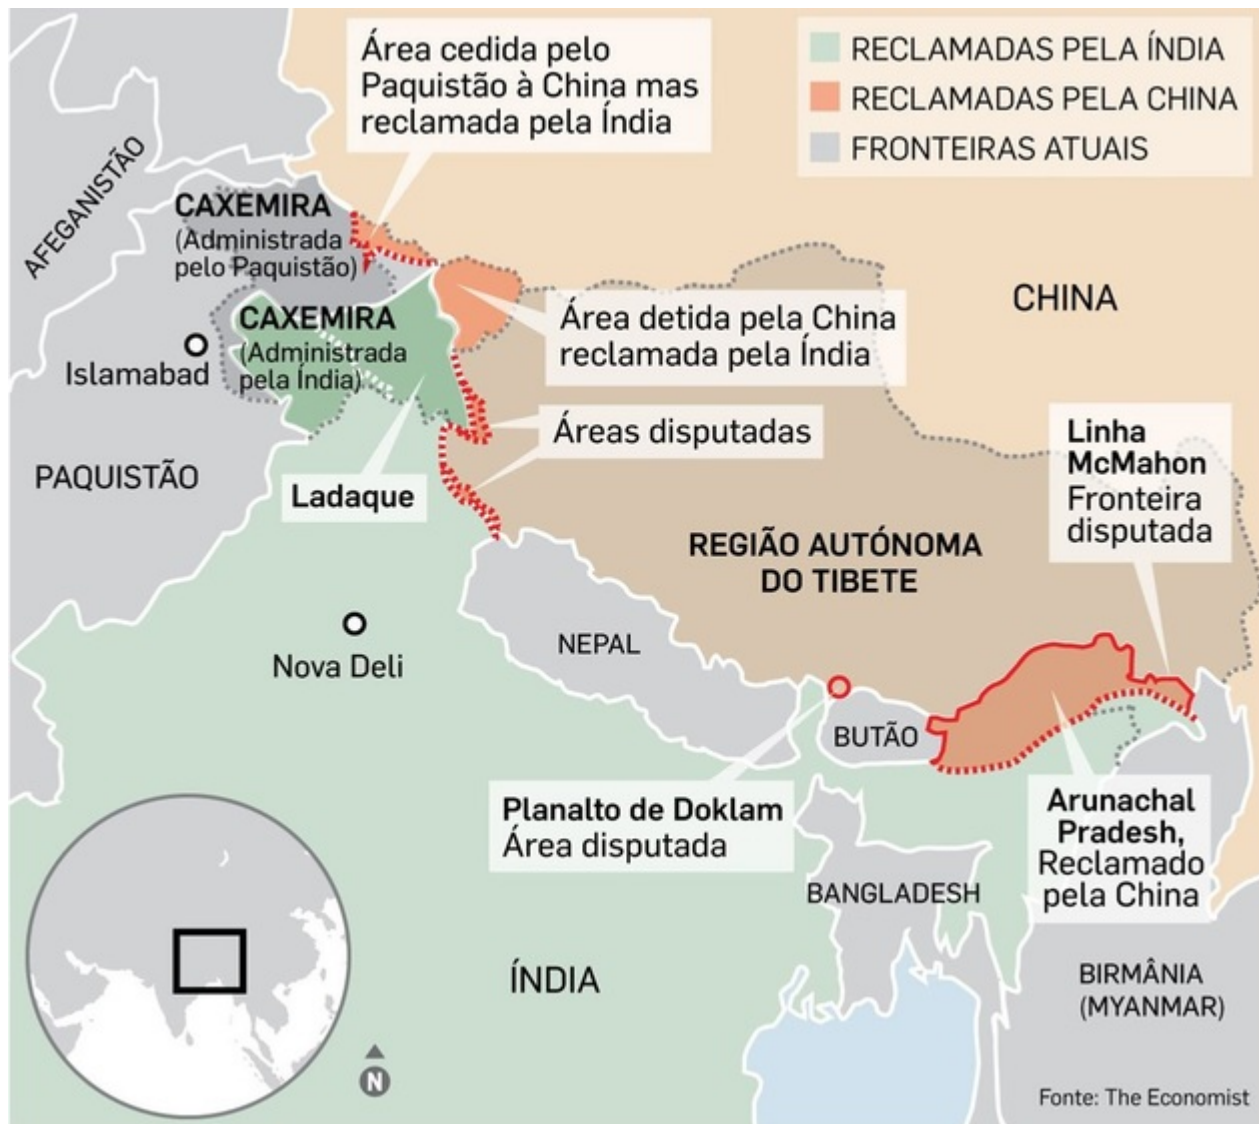 Área cedida pelo
Paquistão à China mas
reclamada pela Índia
RECLAMADAS PELA ÍNDIA
RECLAMADAS PELA CHINA
FRONTEIRAS ATUAIS
AFEGANISTÃO
CAXEMIRA
(Administrada
pelo Paquistão)
CHINA
CAXEMIRA
(Administrada
pela Índia)
Área detida pela China
reclamada pela Índia
Islamabad
Áreas disputadas
Linha
McMahon
Fronteira
disputada
PAQUISTÃO
Ladaque
REGIÃO AUTÓNOMA
DO TIBETE
NEPAL
Nova Deli
BUTÃO
Planalto de Doklam
Área disputada
Arunachal
Pradesh,
Reclamado
pela China
BANGLADESH
ÍNDIA
BIRMÂNIA
(MYANMAR)
N
Fonte: The Economist